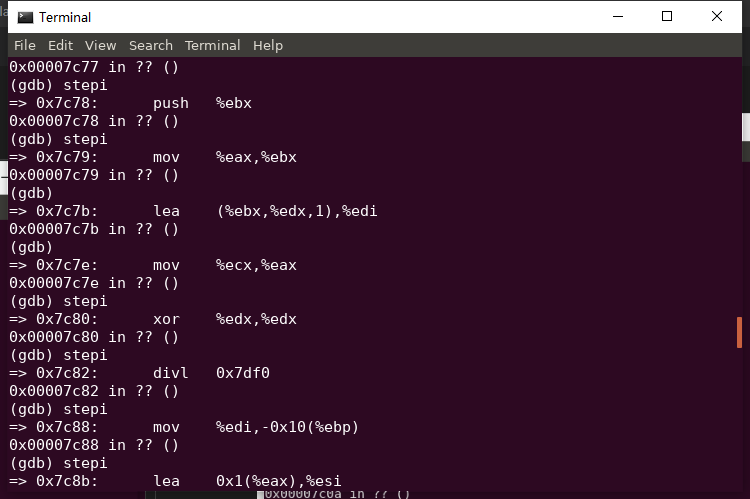 Terminal
File Edit View Search Terminal Help
0x00007c77 in ?? ()
(gdb) stepi
=> 0x7c78:      push   %ebx
0x00007c78 in ?? ()
(gdb) stepi
=> 0x7c79:      mov    %eax,%ebx
0x00007c79 in ?? ()
(gdb)
=> 0x7c7b:      lea    (%ebx,%edx,1),%edi
0x00007c7b in ?? ()
(gdb)
=> 0x7c7e:      mov    %ecx,%eax
0x00007c7e in ?? ()
(gdb) stepi
=> 0x7c80:      xor    %edx,%edx
0x00007c80 in ?? ()
(gdb) stepi
=> 0x7c82:      divl   0x7df0
0x00007c82 in ?? ()
(gdb) stepi
=> 0x7c88:      mov    %edi,-0x10(%ebp)
0x00007c88 in ?? ()
(gdb) stepi
=> 0x7c8b:      lea    0x1(%eax),%esi
0x00007c0a in ?? ()